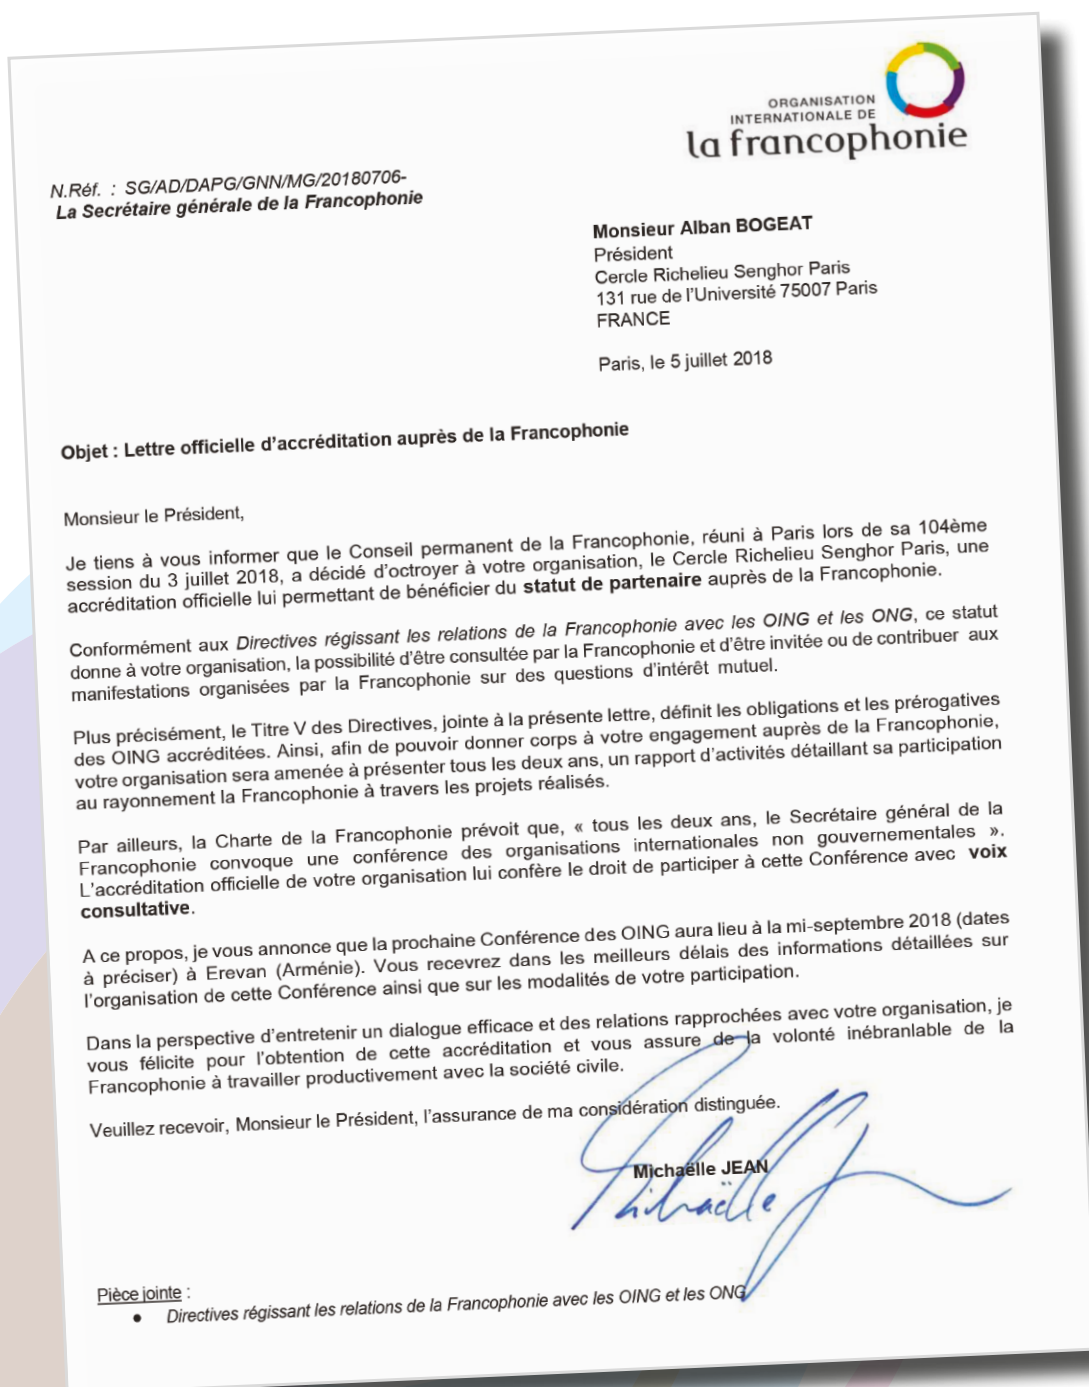 ORGANISATION
INTERNATIONALE DE
la francophonie
N.Réf. : SG/AD/DAPG/GNN/MG/20180706-
La Secrétaire générale de la Francophonie
Monsieur Alban BOGEAT
Président
Cercle Richelieu Senghor Paris
131 rue de l'Université 75007 Paris
FRANCE
Paris, le 5 juillet 2018
Objet : Lettre officielle d'accréditation auprès de la Francophonie
Monsieur le Président,
Je tiens à vous informer que le Conseil permanent de la Francophonie, réuni à Paris lors de sa 104ème
session du 3 juillet 2018, a décidé d'octroyer à votre organisation, le Cercle Richelieu Senghor Paris, une
accréditation officielle lui permettant de bénéficier du statut de partenaire auprès de la Francophonie.
Conformément aux Directives régissant les relations de la Francophonie avec les OING et les ONG, ce statut
donne à votre organisation, la possibilité d'être consultée par la Francophonie et d'être invitée ou de contribuer aux
manifestations organisées par la Francophonie sur des questions d'intérêt mutuel.
Plus précisément, le Titre V des Directives, jointe à la présente lettre, définit les obligations et les prérogatives
des OING accréditées. Ainsi, afin de pouvoir donner corps à votre engagement auprès de la Francophonie,
votre organisation sera amenée à présenter tous les deux ans, un rapport d'activités détaillant sa participation
au rayonnement la Francophonie à travers les projets réalisés.
Par ailleurs, la Charte de la Francophonie prévoit que, « tous les deux ans, le Secrétaire général de la
Francophonie convoque une conférence des organisations internationales non gouvernementales ».
L'accréditation officielle de votre organisation lui confère le droit de participer à cette Conférence avec voix
consultative.
A ce propos, je vous annonce que la prochaine Conférence des OING aura lieu à la mi-septembre 2018 (dates
à préciser) à Erevan (Arménie). Vous recevrez dans les meilleurs délais des informations détaillées sur
l'organisation de cette Conférence ainsi que sur les modalités de votre participation.
Dans la perspective d'entretenir un dialogue efficace et des relations rapprochées avec votre organisation, je
vous félicite pour l'obtention de cette accréditation et vous assure de la volonté inébranlable de la
Francophonie à travailler productivement avec la société civile.
Veuillez recevoir, Monsieur le Président, l'assurance de ma considération distinguée.
Michaëlle JEAN
Michaëlle J
Pièce jointe :
● Directives régissant les relations de la Francophonie avec les OING et les ONG